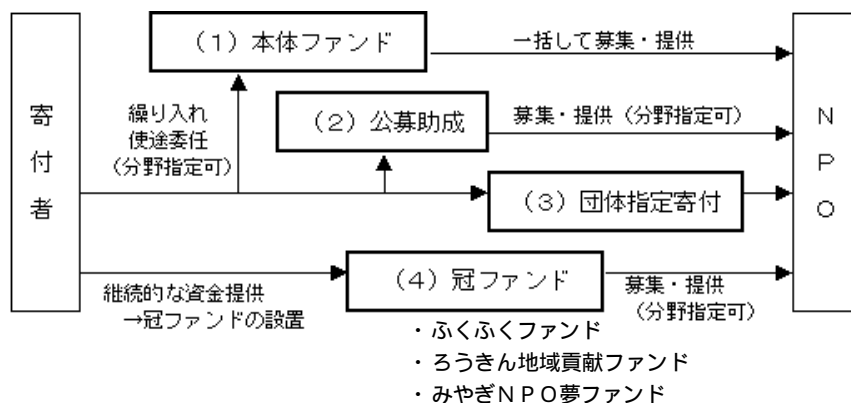 （１）本体ファンド
一括して募集・提供
寄付者
繰り入れ
使途委任
（分野指定可）
（２）公募助成
募集・提供（分野指定可）
ＮＰＯ
（３）団体指定寄付
（４）冠ファンド
継続的な資金提供
→冠ファンドの設置
募集・提供
（分野指定可）
・ふくふくファンド
・ろうきん地域貢献ファンド
・みやぎＮＰＯ夢ファンド